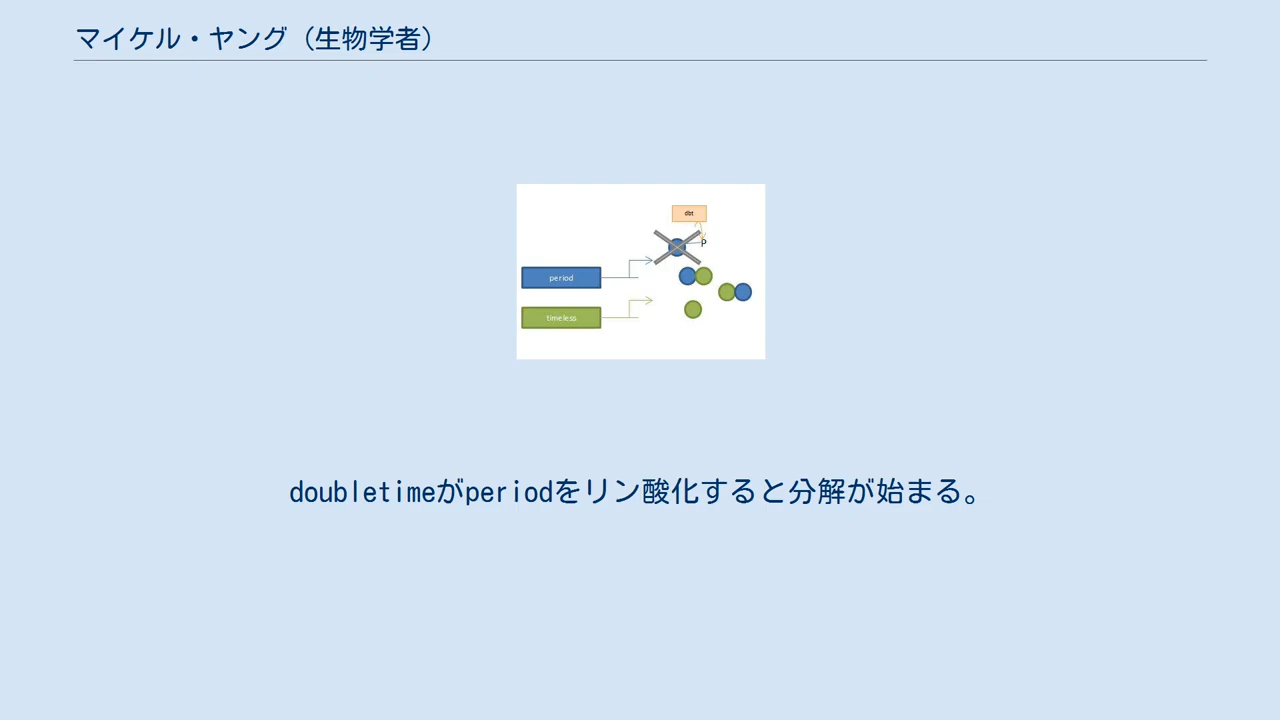 マイケル・ヤング（生物学者）
dbt
P
period
timeless
doubletimeがperiodをリン酸化すると分解が始まる。